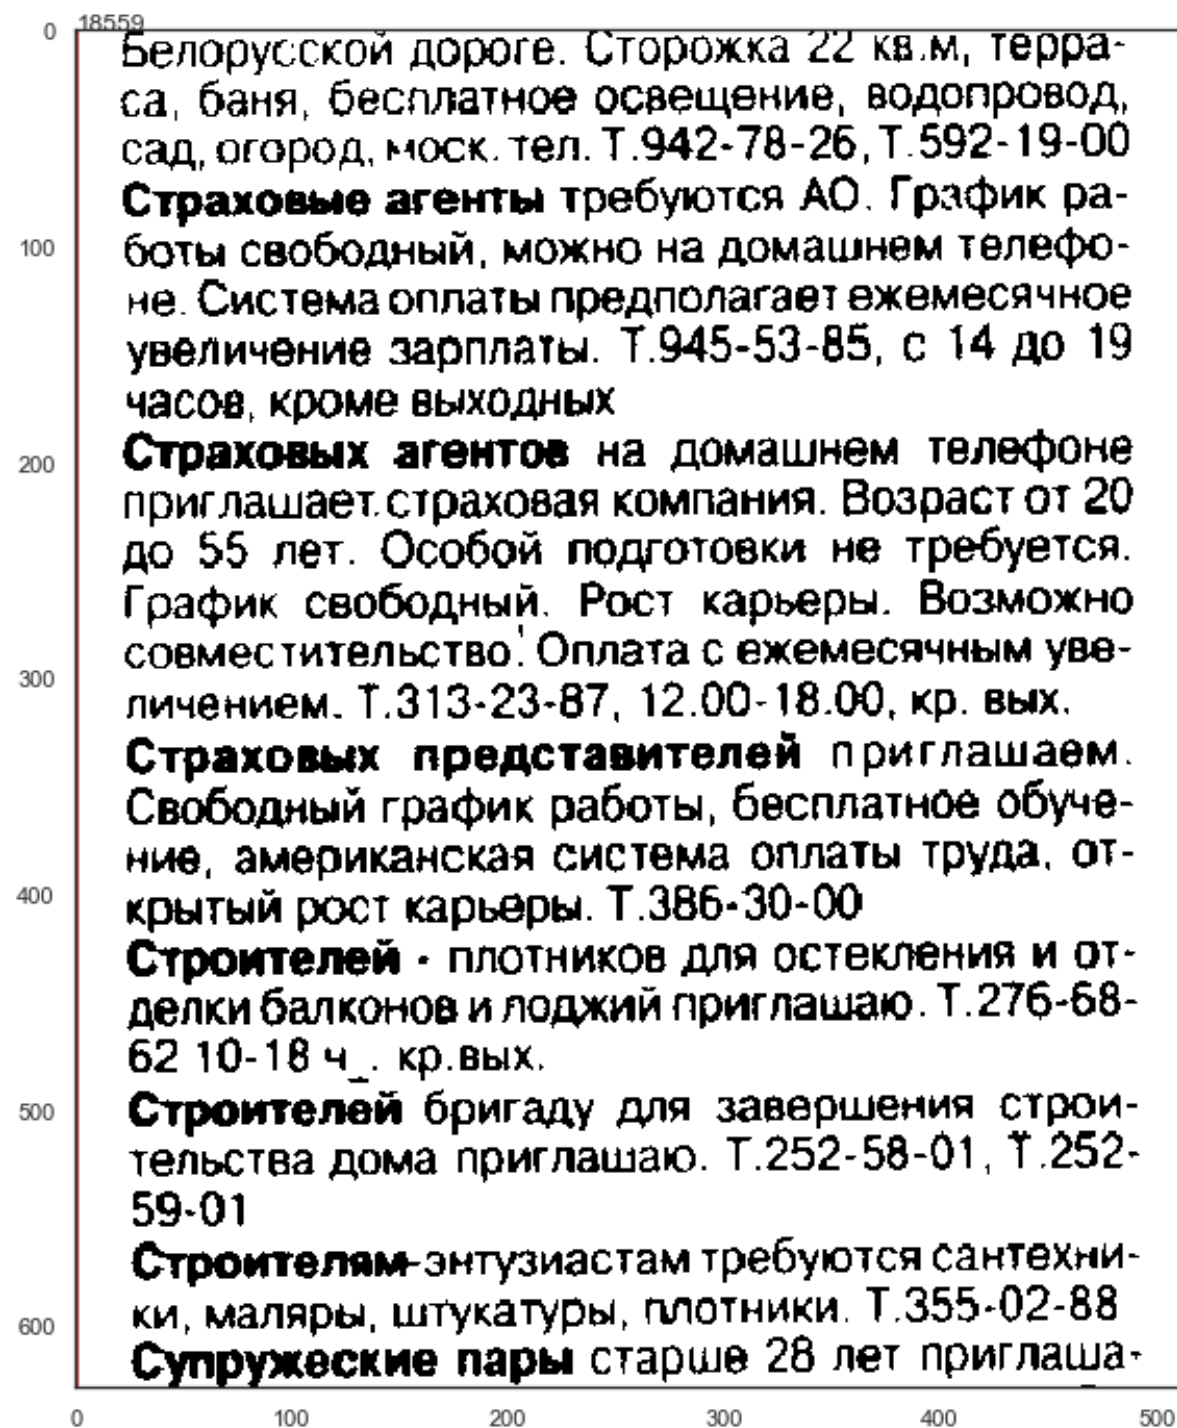 18559
Белорусской дороге. Сторожка 22 кв.м, терра-
са, баня, бесплатное освещение, водопровод,
сад, огород, моск. тел. Т.942-78-26, Т.592-19-00
Страховые агенты требуются АО. График ра-
боты свободный, можно на домашнем телефо-
не. Система оплаты предполагает ежемесячное
увеличение зарплаты. Т.945-53-85, с 14 до 19
часов, кроме выходных
Страховых агентов на домашнем телефоне
приглашает страховая компания. Возраст от 20
до 55 лет. Особой подготовки не требуется.
График свободный. Рост карьеры. Возможно
совместительство. Оплата с ежемесячным уве-
личением. Т.313-23-87, 12.00-18.00, кр. вых.
Страховых представителей приглашаем.
Свободный график работы, бесплатное обуче-
ние, американская система оплаты труда, от-
крытый рост карьеры. Т.386-30-00
Строителей - плотников для остекления и от-
делки балконов и лоджий приглашаю. Т.276-68-
62 10-18 ч_. кр.вых.
Строителей бригаду для завершения строи-
тельства дома приглашаю. Т.252-58-01, Т.252-
59-01
Строителям-энтузиастам требуются сантехни-
ки, маляры, штукатуры, плотники. Т.355-02-88
Супружеские пары старше 28 лет приглаша-
0
100
200
300
400
500
600
0 100 200 300 400 500